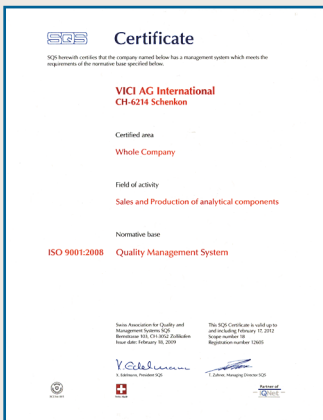 SQS Certificate
SQS herewith certifies that the company named below has a management system which meets the
requirements of the normative base specified below.
VICI AG International
CH-6214 Schenkon
Certified area
Whole Company
Field of activity
Sales and Production of analytical components
Normative base
ISO 9001:2008 Quality Management System
Swiss Association for Quality and
Management Systems SQS
Bernstrasse 103, CH-3052 Zollikofen
Issue date: February 18, 2009
This SQS Certificate is valid up to
and including February 17, 2012
Scope number 18
Registration number 12605
X. Edelmann, President SQS
T. Zahner, Managing Director SQS
Partner of
IQNet